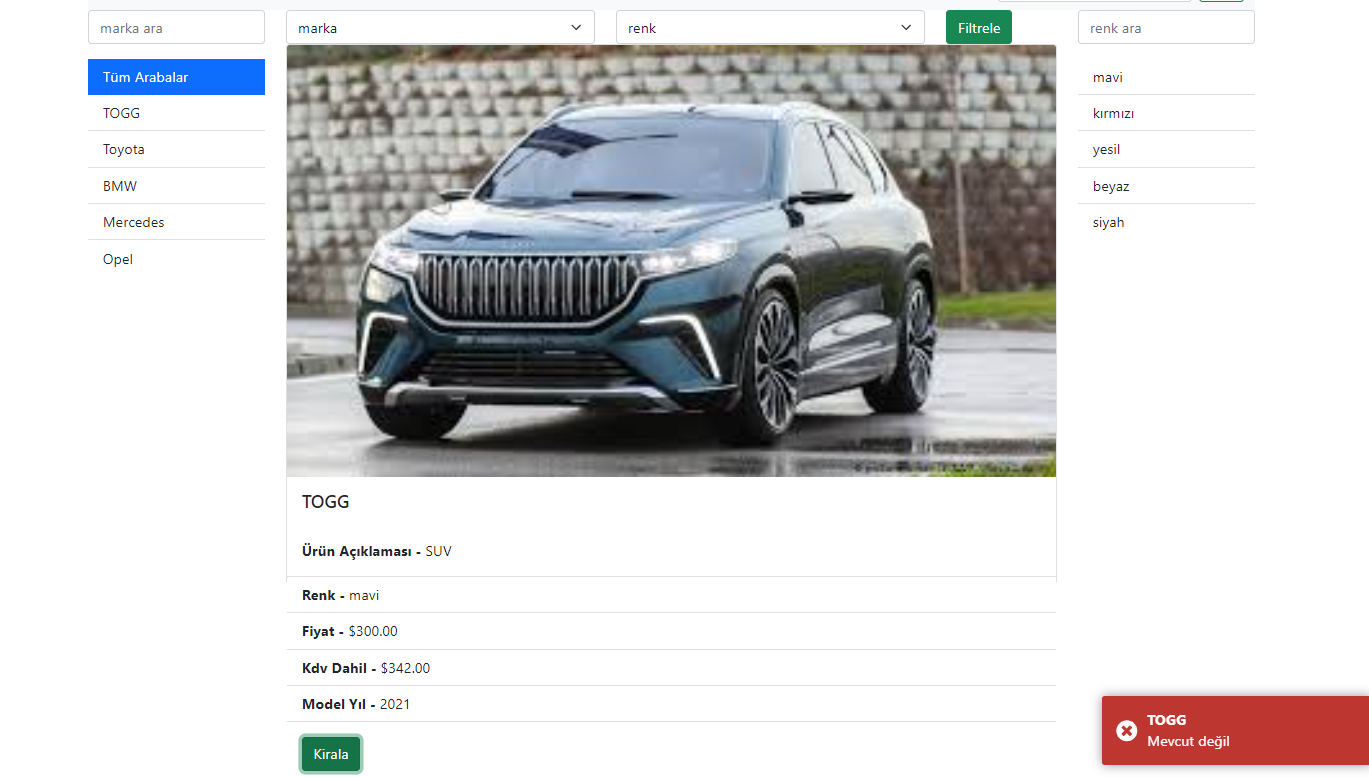 marka ara
marka
renk
Filtrele
renk ara
Tüm Arabalar
TOGG
Toyota
BMW
Mercedes
Opel
mavi
kırmızı
yesil
beyaz
siyah
TOGG
Ürün Açıklaması - SUV
Renk - mavi
Fiyat - $300.00
Kdv Dahil - $342.00
Model Yıl - 2021
Kirala
TOGG
Mevcut değil